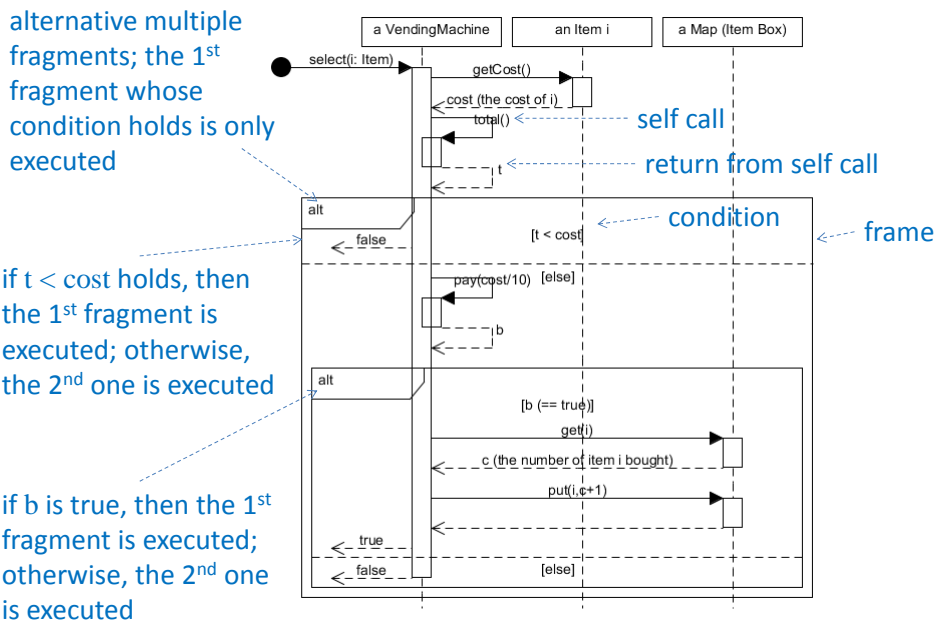 alternative multiple
fragments; the 1st
fragment whose
condition holds is only
executed
a VendingMachine
an Item i
a Map (Item Box)
select(i: Item)
getCost()
cost (the cost of i)
total()
self call
t
return from self call
alt
condition
[t < cost]
frame
false
if t < cost holds, then
the 1st fragment is
executed; otherwise,
the 2nd one is executed
pay(cost/10)
[else]
b
alt
[b (== true)]
get(i)
c (the number of item i bought)
put(i,c+1)
if b is true, then the 1st
fragment is executed;
otherwise, the 2nd one
is executed
true
false
[else]